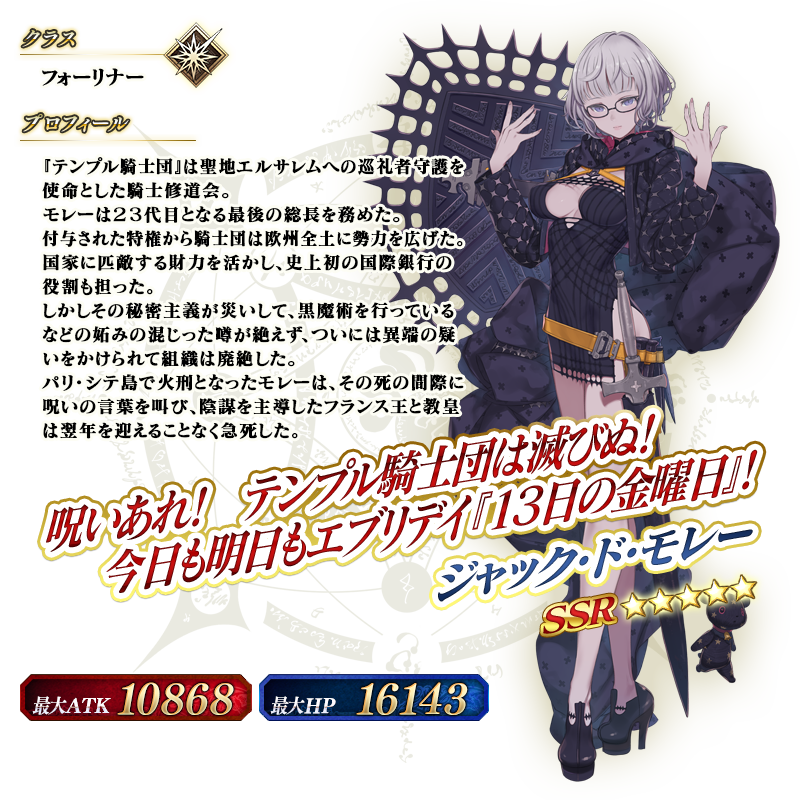 クラス
フォーリナー
プロフィール
『テンプル騎士団』は聖地エルサレムへの巡礼者守護を
使命とした騎士修道会。
モレーは23代目となる最後の総長を務めた。
付与された特権から騎士団は欧州全土に勢力を広げた。
国家に匹敵する財力を活かし、史上初の国際銀行の
役割も担った。
しかしその秘密主義が災いして、黒魔術を行っている
などの妬みの混じった噂が絶えず、ついには異端の疑
いをかけられて組織は廃絶した。
パリ・シテ島で火刑となったモレーは、その死の間際に
呪いの言葉を叫び、陰謀を主導したフランス王と教皇
は翌年を迎えることなく急死した。
呪いあれ! テンプル騎士団は滅びぬ!
今日も明日もエブリデイ『13日の金曜日』!
ジャック・ド・モレー
SSR
最大ATK 10868
最大HP 16143